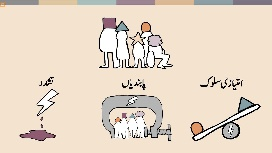 امتیازی سلوک
پابندیاں
تشدد